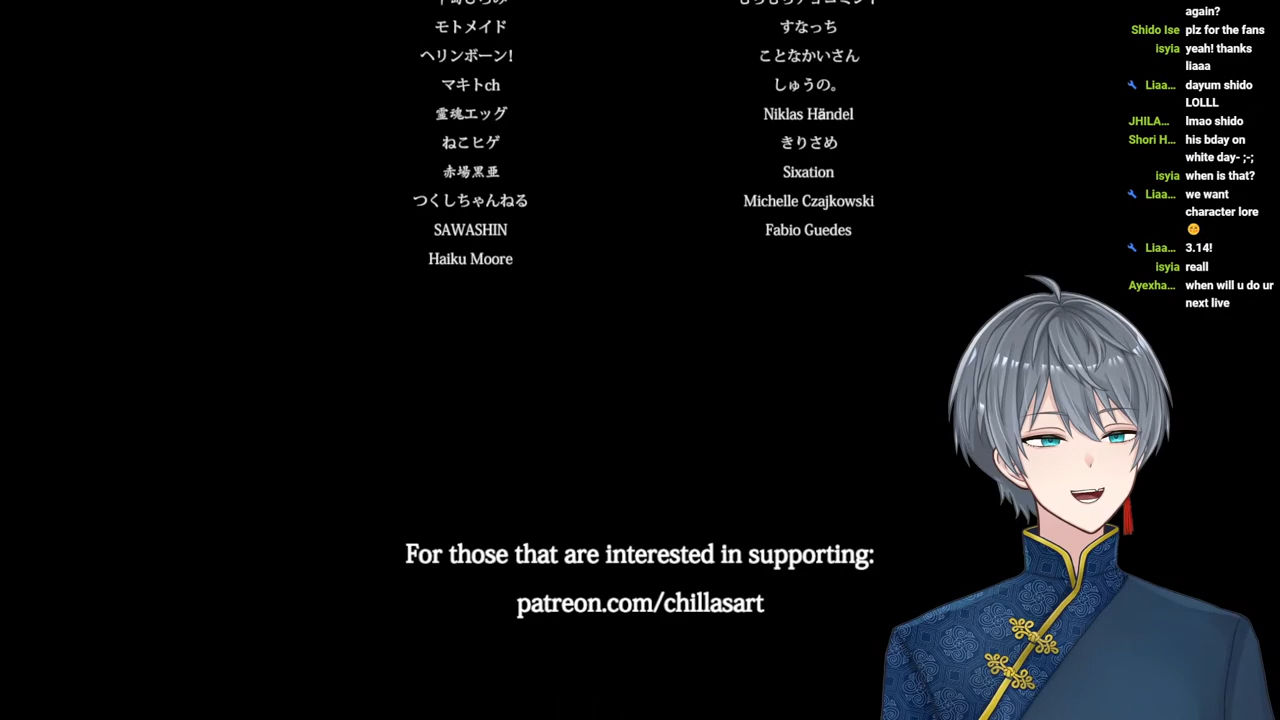 モトメイド
すなっち
ヘリンボーン!
ことなかいさん
マキトch
しゅうの。
霊魂エッグ
Niklas Händel
ねこヒゲ
きりさめ
赤場黒亜
Sixation
つくしちゃんねる
Michelle Czajkowski
SAWASHIN
Fabio Guedes
Haiku Moore
For those that are interested in supporting:
patreon.com/chillasart
again?
Shido Ise plz for the fans
isyia yeah! thanks
liaaa
Liaa... dayum shido
LOLLL
JHILA... lmao shido
Shori H... his bday on
white day- ;-;
isyia when is that?
Liaa... we want
character lore
🤭
Liaa... 3.14!
isyia reall
Ayexha... when will u do ur
next live